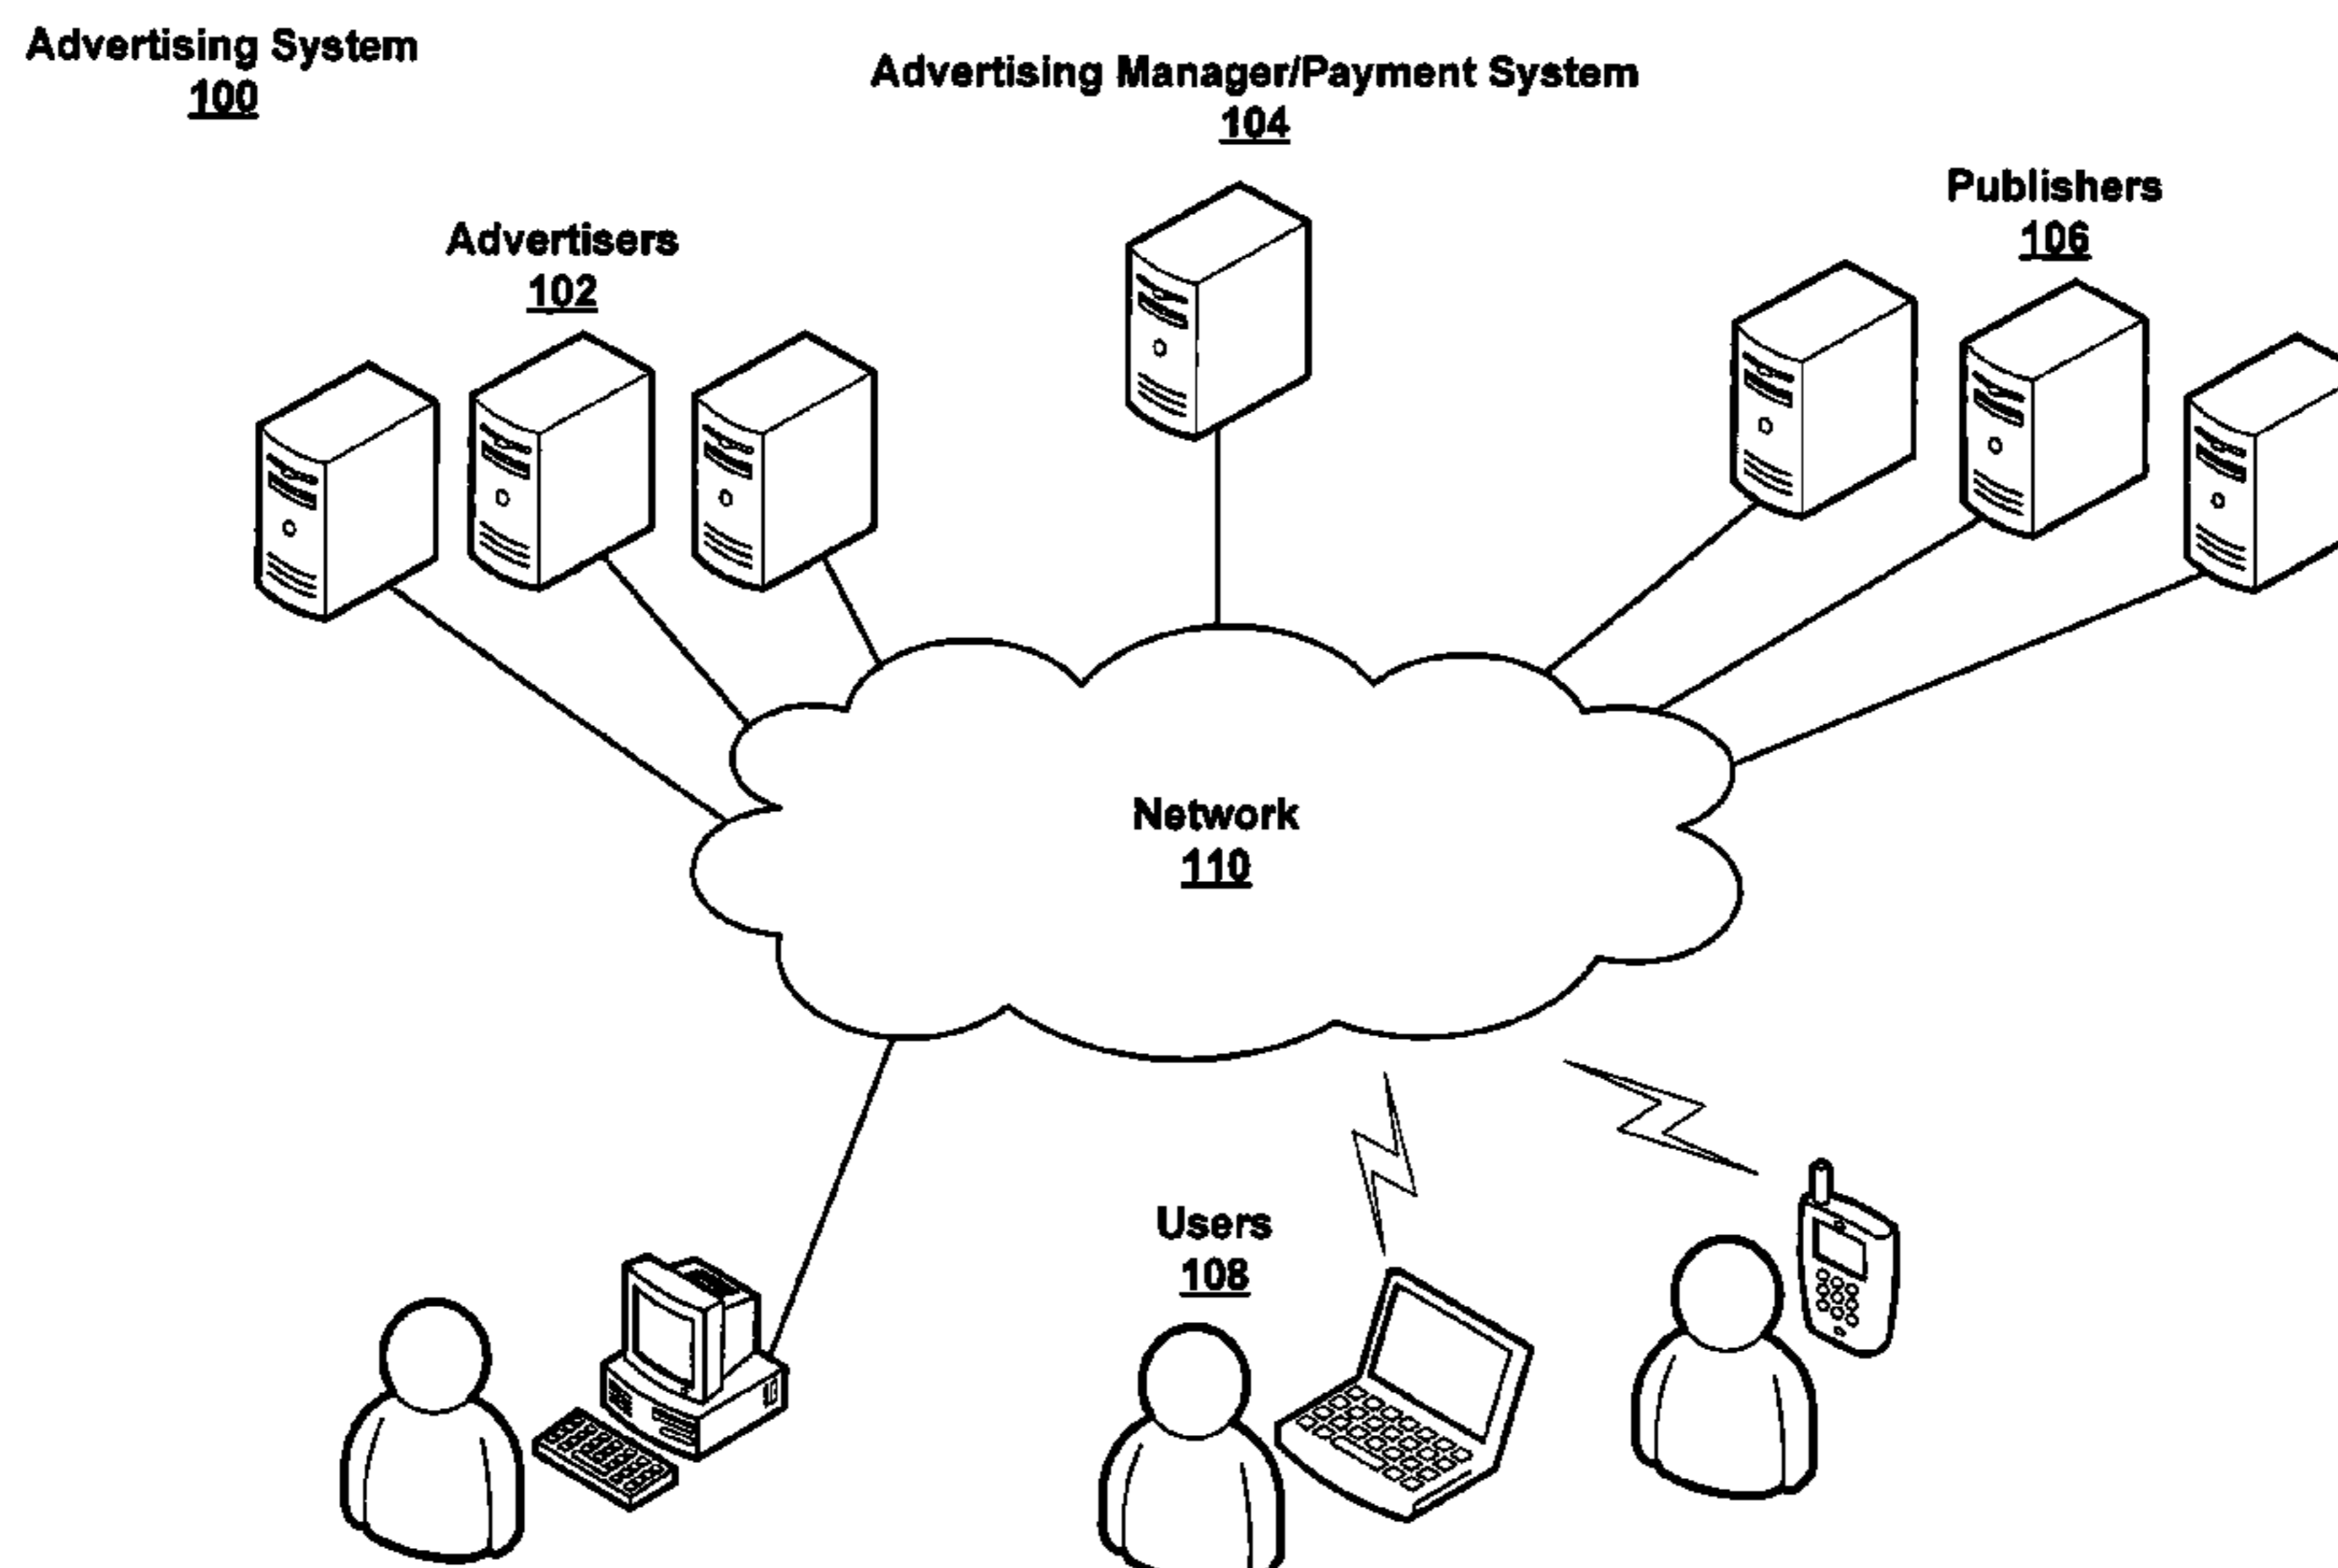 Advertising System
100
Advertising Manager/Payment System
104
Publishers
106
Advertisers
102
Network
110
Users
108